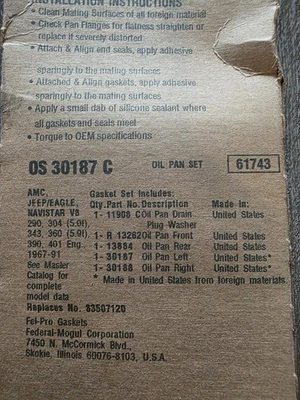 INSTALLATION INSTRUCTIONS
• Clean Mating Surfaces or all foreign material
• Check Pan Flanges for flatness straighten or
replace if severely distorted
• Attach & Align end seals, apply adhesive
sparingly to the mating surfaces
• Attached & Align gaskets, apply adhesive
sparingly to the mating surfaces
• Apply a small dab of silicone sealant where
all gaskets and seals meet
• Torque to OEM specifications
OS 30187 C OIL PAN SET 61743
AMC, Gasket Set Includes:
JEEP/EAGLE, Qty. Part No. Description Made in:
NAVISTAR V8 1- 11908 C Oil Pan Drain United States
290, 304 (5.0l), Plug Washer
343, 360 (5.9l), 1- R 13262 Oil Pan Front United States
390, 401 Eng. 1- 13884 Oil Pan Rear United States
1967-91 1- 30187 Oil Pan Left United States*
See Master 1- 30188 Oil Pan Right United States*
Catalog for * Made in United States from foreign materials
complete
model data
Replaces No. 83507120
Fel-Pro Gaskets
Federal-Mogul Corporation
7450 N. McCormick Blvd.,
Skokie, Illinois 60076-8103, U.S.A.